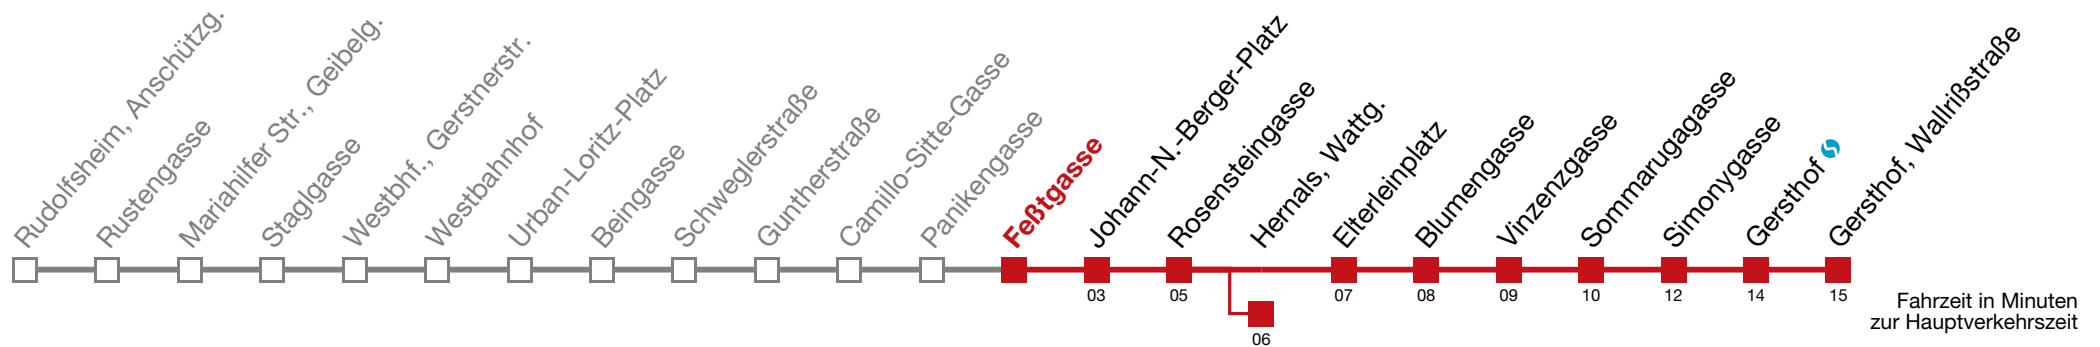 Rudolfsheim, Anschützg.
Rustengasse
Mariahilfer Str., Geibelg.
Staglgasse
Westbhf., Gerstnerstr.
Westbahnhof
Urban-Loritz-Platz
Beingasse
Schweglerstraße
Guntherstraße
Camillo-Sitte-Gasse
Panikengasse
Feßtgasse
Johann-N.-Berger-Platz
Rosensteingasse
Hernals, Wattg.
Elterleinplatz
Blumengasse
Vinzenzgasse
Sommarugagasse
Simonygasse
Gersthof
Gersthof, Wallrißstraße
03
05
06
07
08
09
10
12
14
15
Fahrzeit in Minuten
zur Hauptverkehrszeit